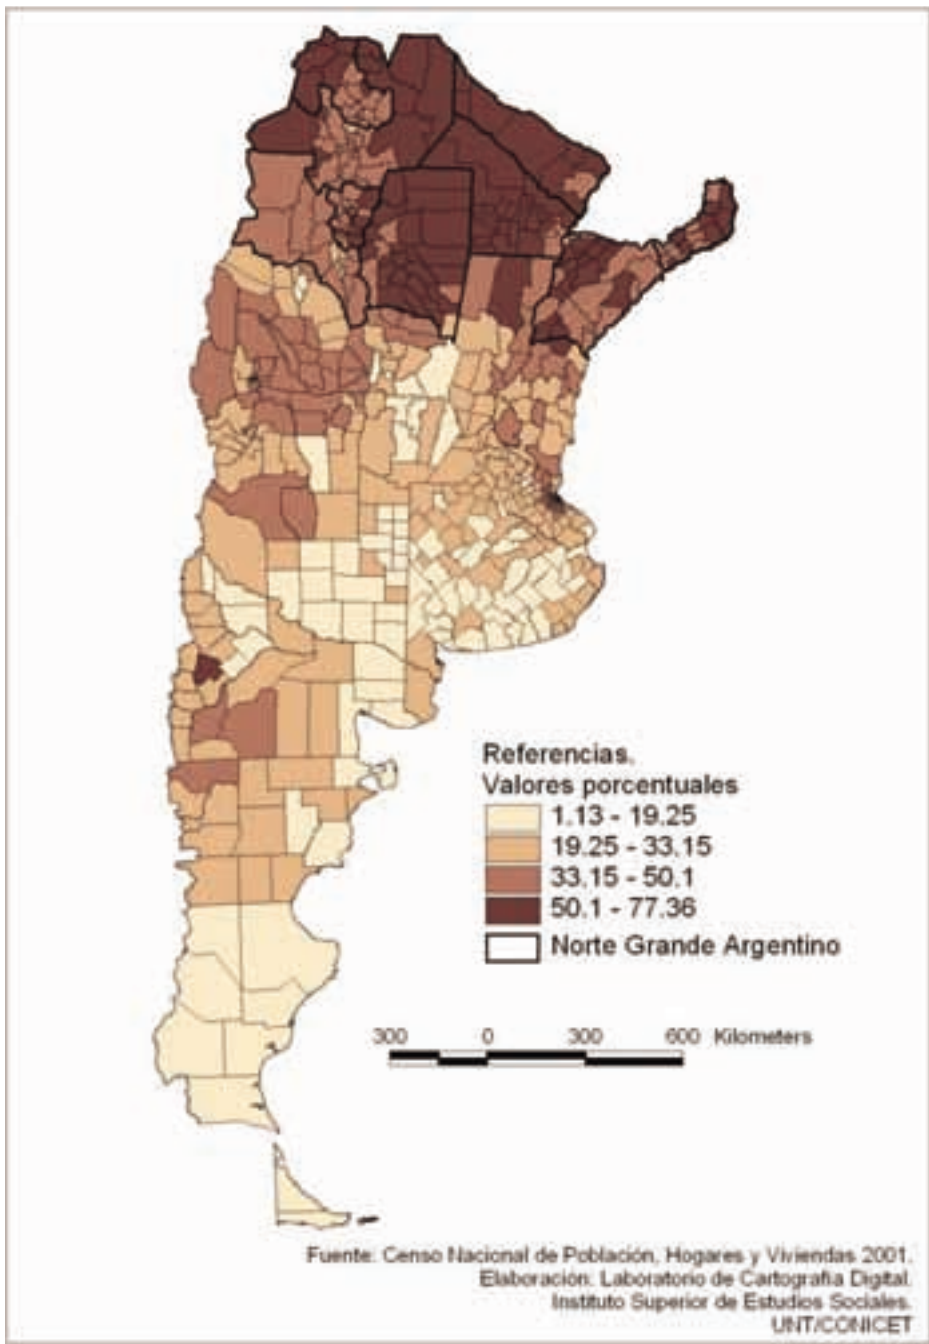 Referencias.
Valores porcentuales
1.13 - 19.25
19.25 - 33.15
33.15 - 50.1
50.1 - 77.36
Norte Grande Argentino
300 0 300 600 Kilometers
Fuente: Censo Nacional de Población, Hogares y Viviendas 2001.
Elaboración: Laboratorio de Cartografía Digital.
Instituto Superior de Estudios Sociales.
UNT/CONICET